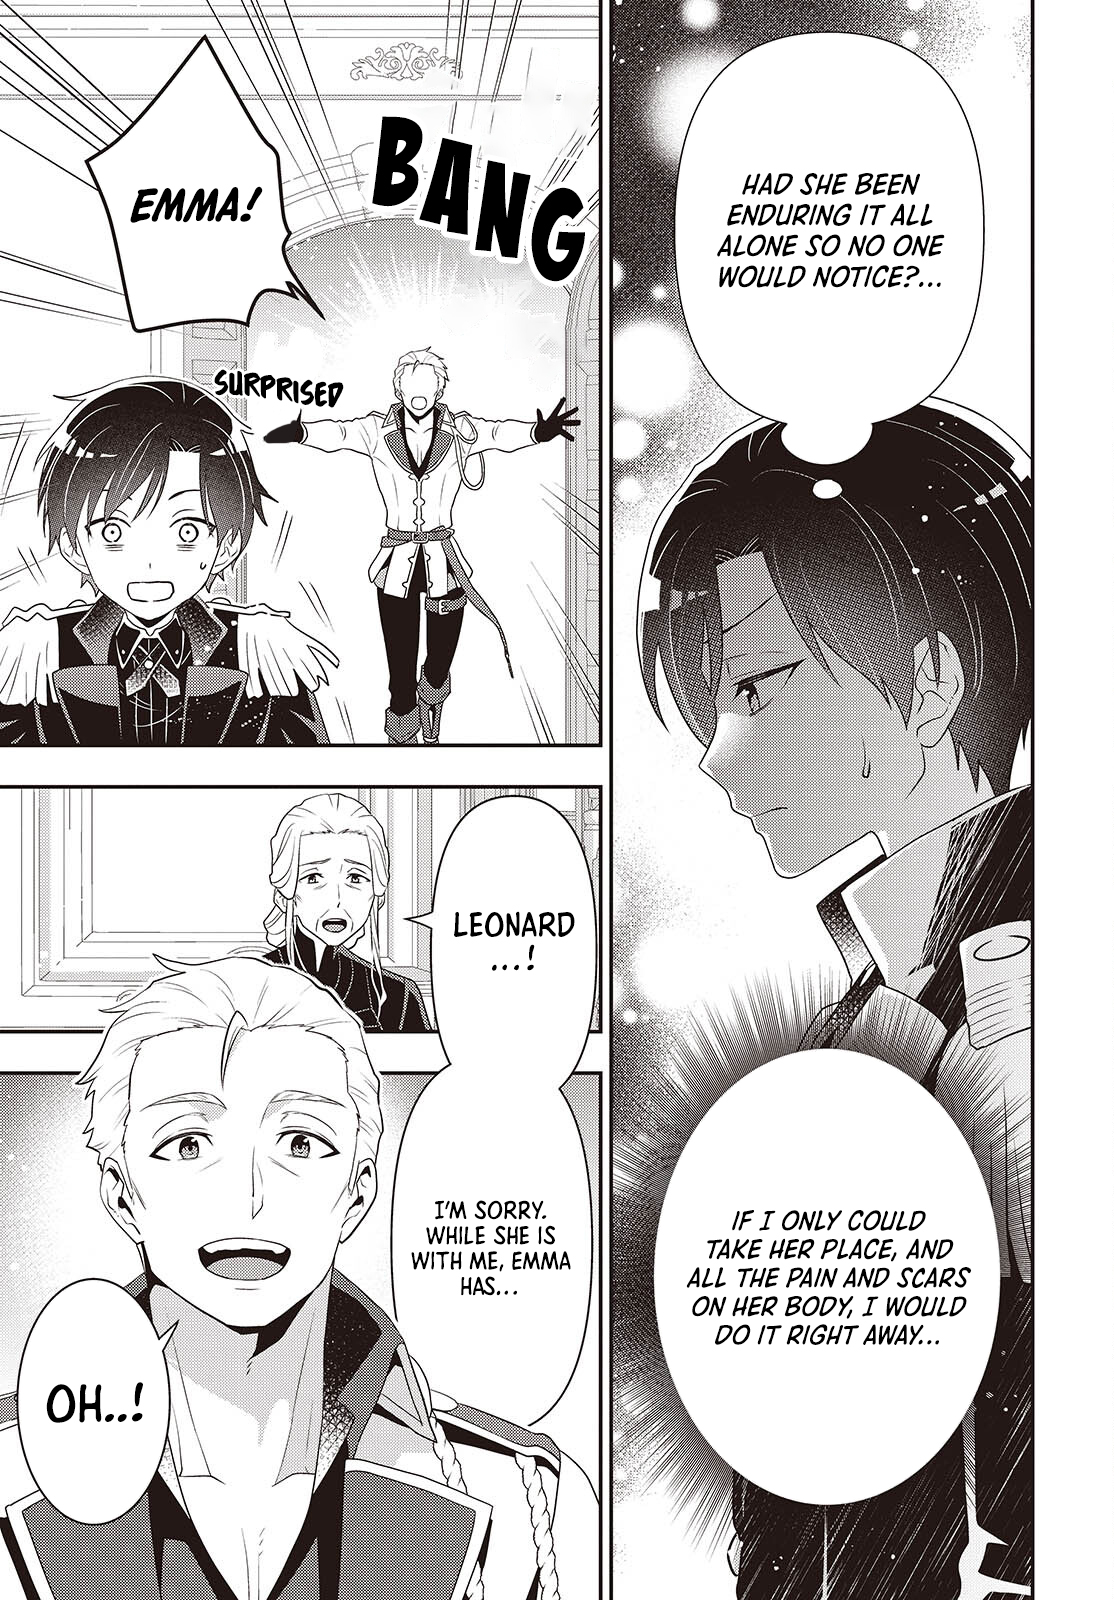 HAD SHE BEEN
ENDURING IT ALL
ALONE SO NO ONE
WOULD NOTICE?...
IF I ONLY COULD
TAKE HER PLACE, AND
ALL THE PAIN AND SCARS
ON HER BODY, I WOULD
DO IT RIGHT AWAY...
BANG
EMMA!
SURPRISED
LEONARD
...!
I'M SORRY.
WHILE SHE IS
WITH ME, EMMA
HAS...
OH..!